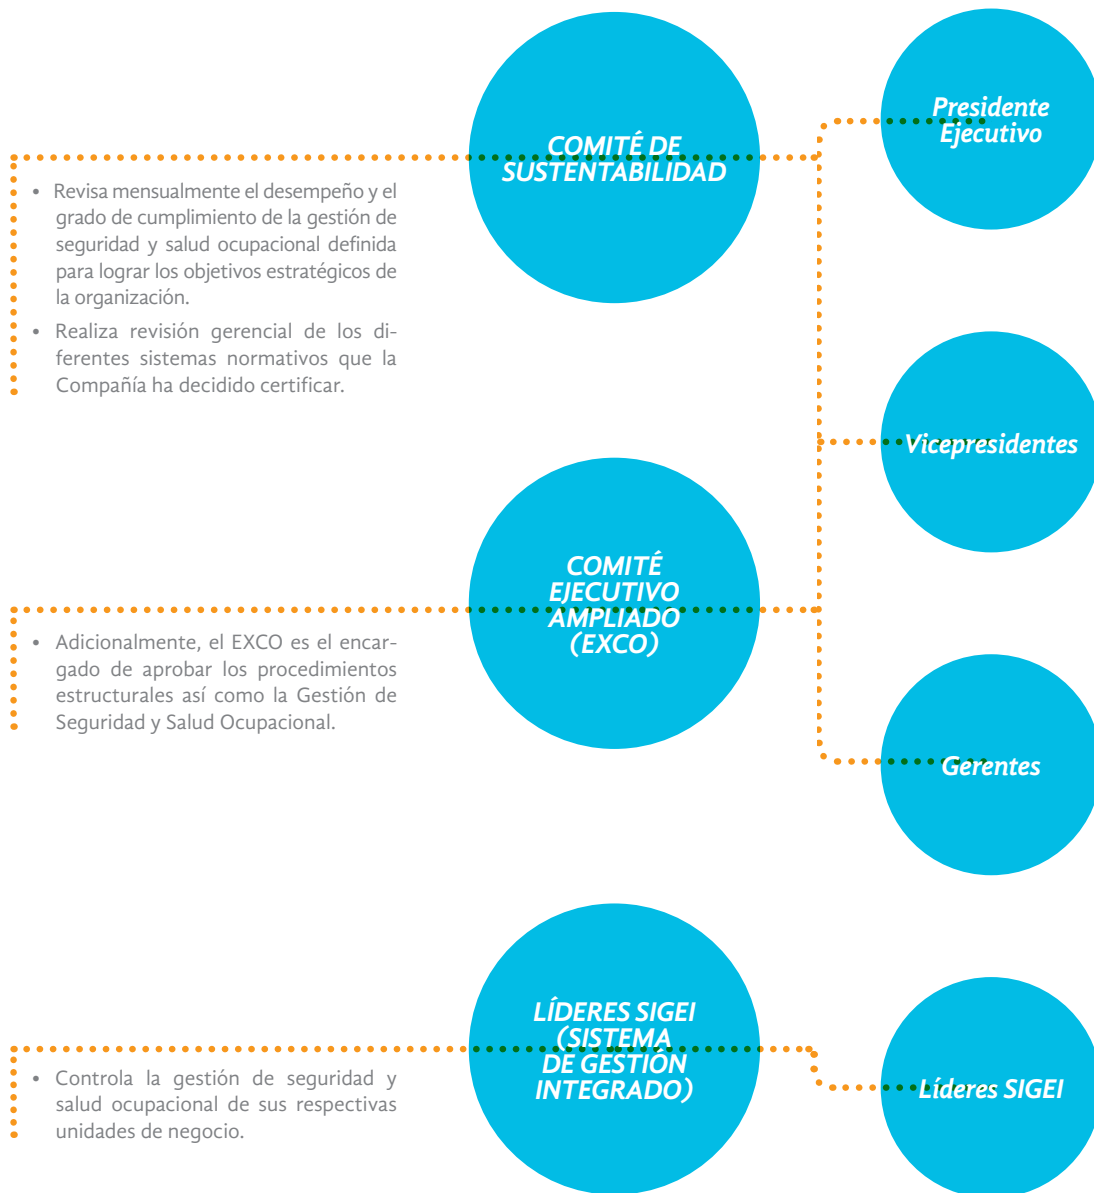 COMITÉ DE
SUSTENTABILIDAD
• Revisa mensualmente el desempeño y el
grado de cumplimiento de la gestión de
seguridad y salud ocupacional definida
para lograr los objetivos estratégicos de
la organización.
• Realiza revisión gerencial de los di-
ferentes sistemas normativos que la
Compañía ha decidido certificar.
COMITÉ
EJECUTIVO
AMPLIADO
(EXCO)
• Adicionalmente, el EXCO es el encar-
gado de aprobar los procedimientos
estructurales así como la Gestión de
Seguridad y Salud Ocupacional.
Presidente
Ejecutivo
Vicepresidentes
Gerentes
LÍDERES SIGEI
(SISTEMA
DE GESTIÓN
INTEGRADO)
• Controla la gestión de seguridad y
salud ocupacional de sus respectivas
unidades de negocio.
Líderes SIGEI